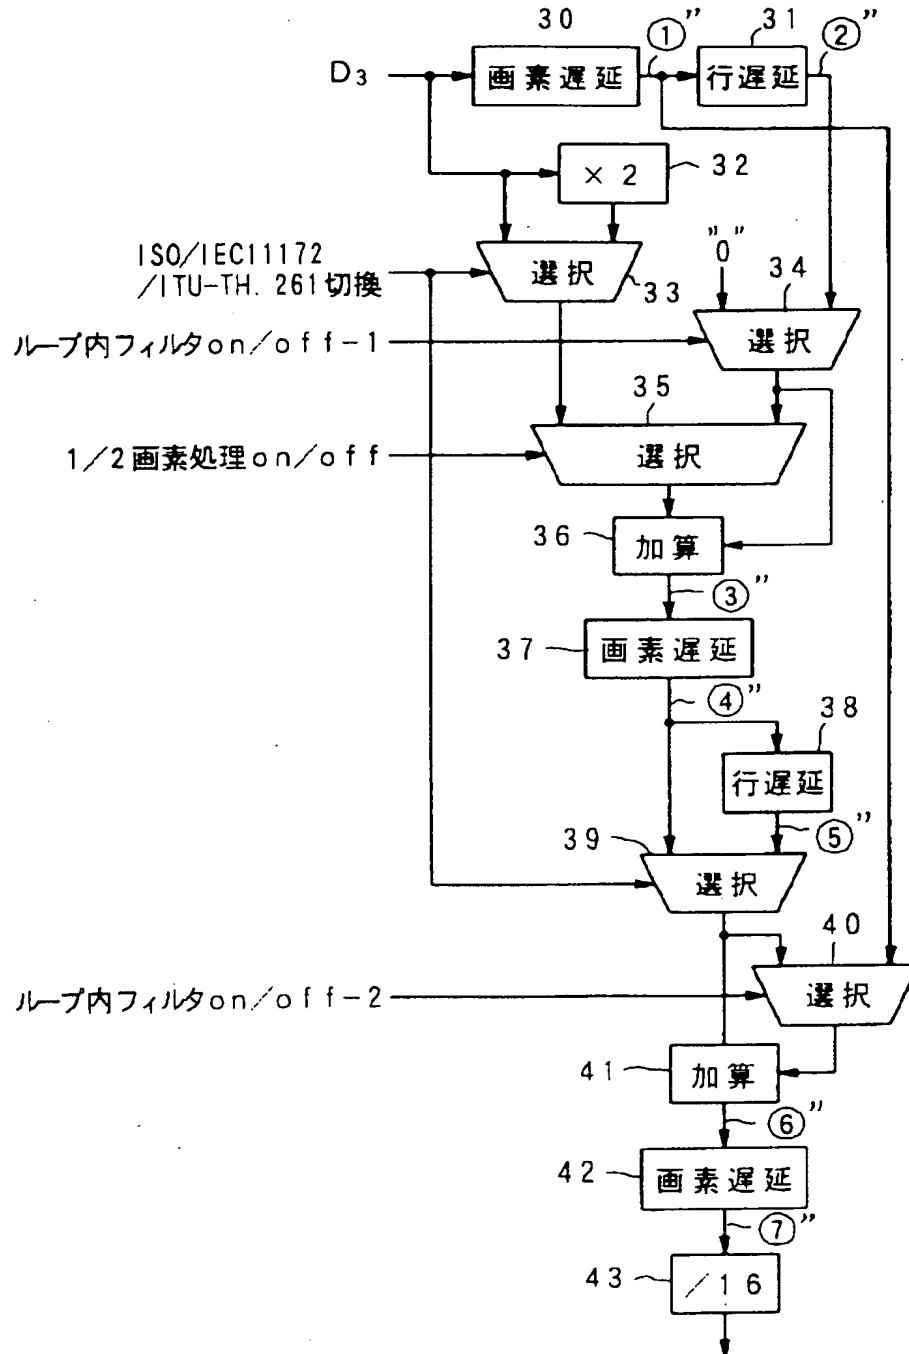 30
31
①"
②"
D₃
画素遅延
行遅延
×2
32
ISO/IEC11172
/ITU-TH.261切換
選択
33
"0"
34
ループ内フィルタon/off-1
選択
35
1/2画素処理on/off
選択
36
加算
③"
37
画素遅延
④"
38
行遅延
⑤"
39
選択
40
ループ内フィルタon/off-2
選択
41
加算
⑥"
42
画素遅延
⑦"
43
/16